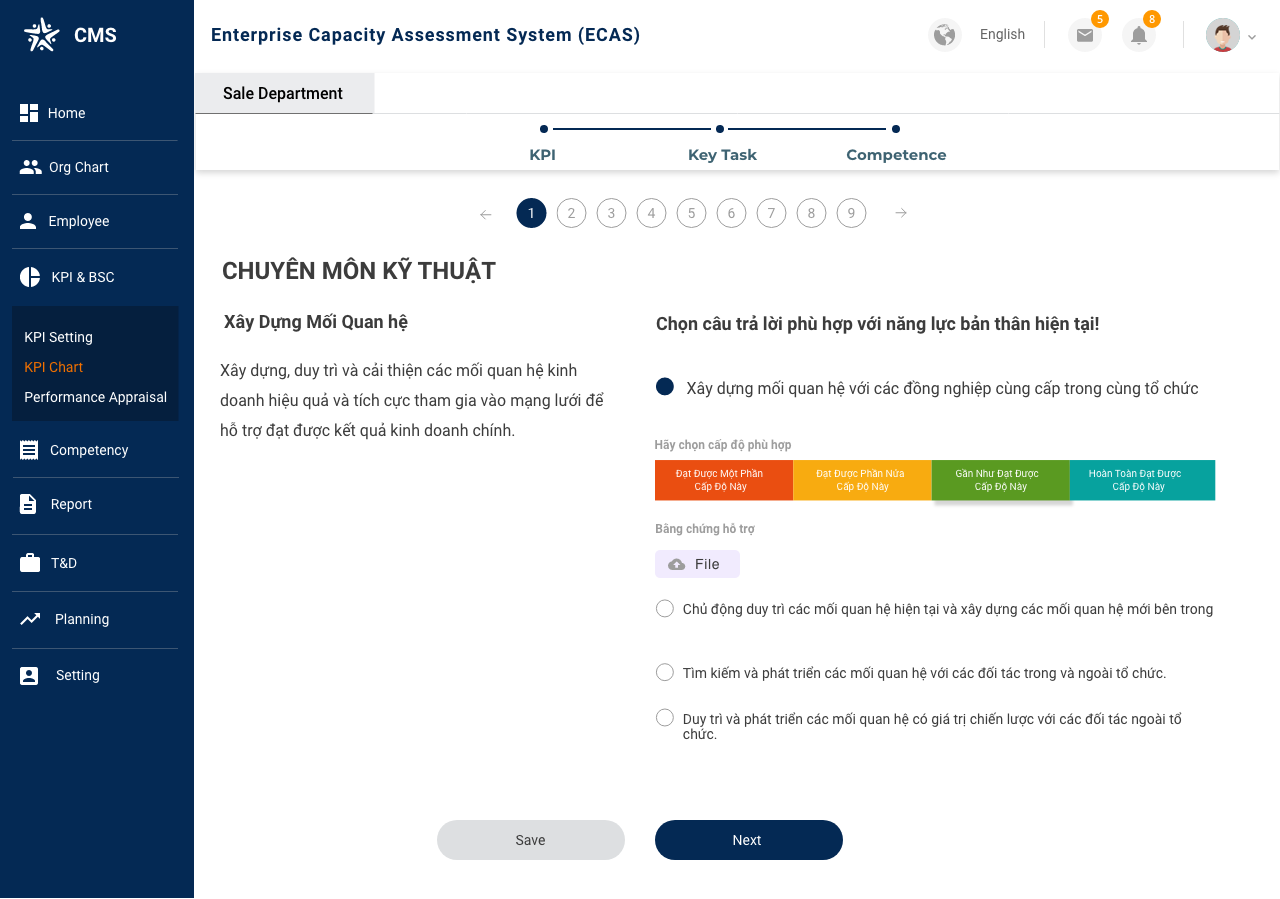 CMS
Enterprise Capacity Assessment System (ECAS)
English
5
8
Home
Org Chart
Employee
KPI & BSC
KPI Setting
KPI Chart
Performance Appraisal
Competency
Report
T&D
Planning
Setting
Sale Department
KPI
Key Task
Competence
← 1 2 3 4 5 6 7 8 9 →
CHUYÊN MÔN KỸ THUẬT
Xây Dựng Mối Quan hệ
Xây dựng, duy trì và cải thiện các mối quan hệ kinh
doanh hiệu quả và tích cực tham gia vào mạng lưới để
hỗ trợ đạt được kết quả kinh doanh chính.
Chọn câu trả lời phù hợp với năng lực bản thân hiện tại!
Xây dựng mối quan hệ với các đồng nghiệp cùng cấp trong cùng tổ chức
Hãy chọn cấp độ phù hợp
Đạt Được Một Phần
Cấp Độ Này
Đạt Được Phần Nửa
Cấp Độ Này
Gần Như Đạt Được
Cấp Độ Này
Hoàn Toàn Đạt Được
Cấp Độ Này
Bằng chứng hỗ trợ
File
Chủ động duy trì các mối quan hệ hiện tại và xây dựng các mối quan hệ mới bên trong
Tìm kiếm và phát triển các mối quan hệ với các đối tác trong và ngoài tổ chức.
Duy trì và phát triển các mối quan hệ có giá trị chiến lược với các đối tác ngoài tổ
chức.
Save
Next